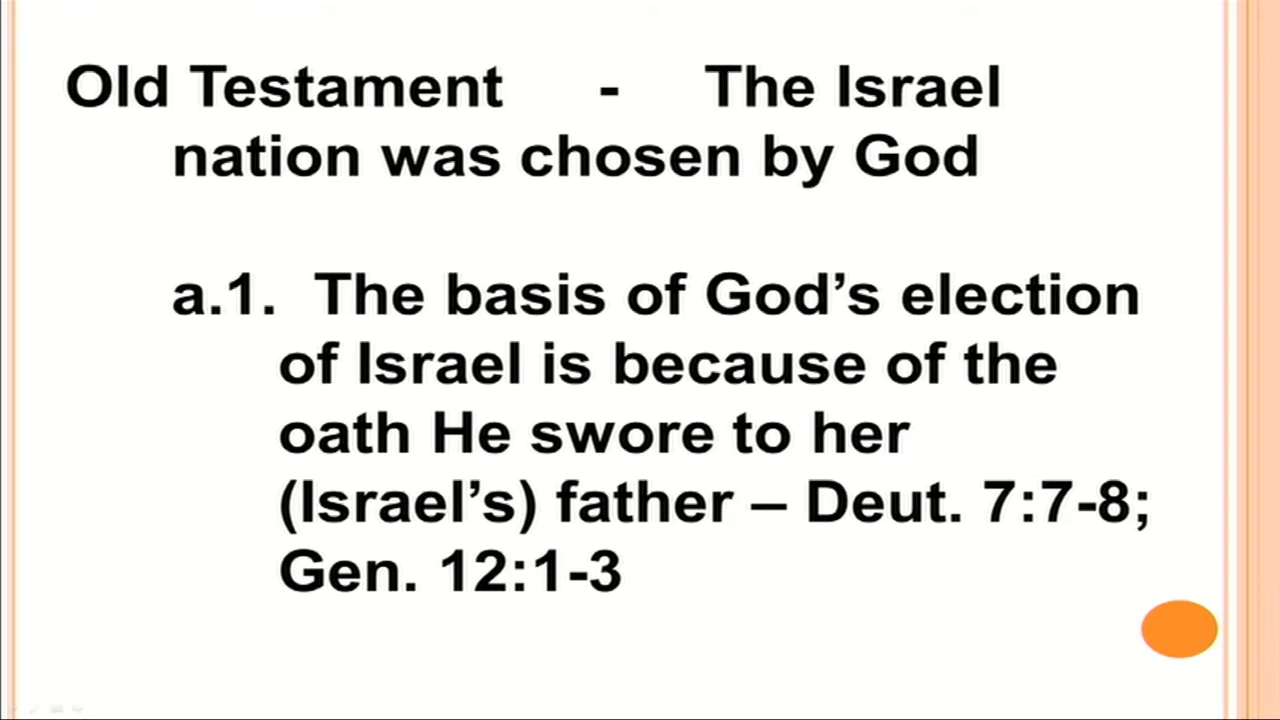 Old Testament - The Israel
nation was chosen by God
a.1. The basis of God’s election
of Israel is because of the
oath He swore to her
(Israel’s) father – Deut. 7:7-8;
Gen. 12:1-3